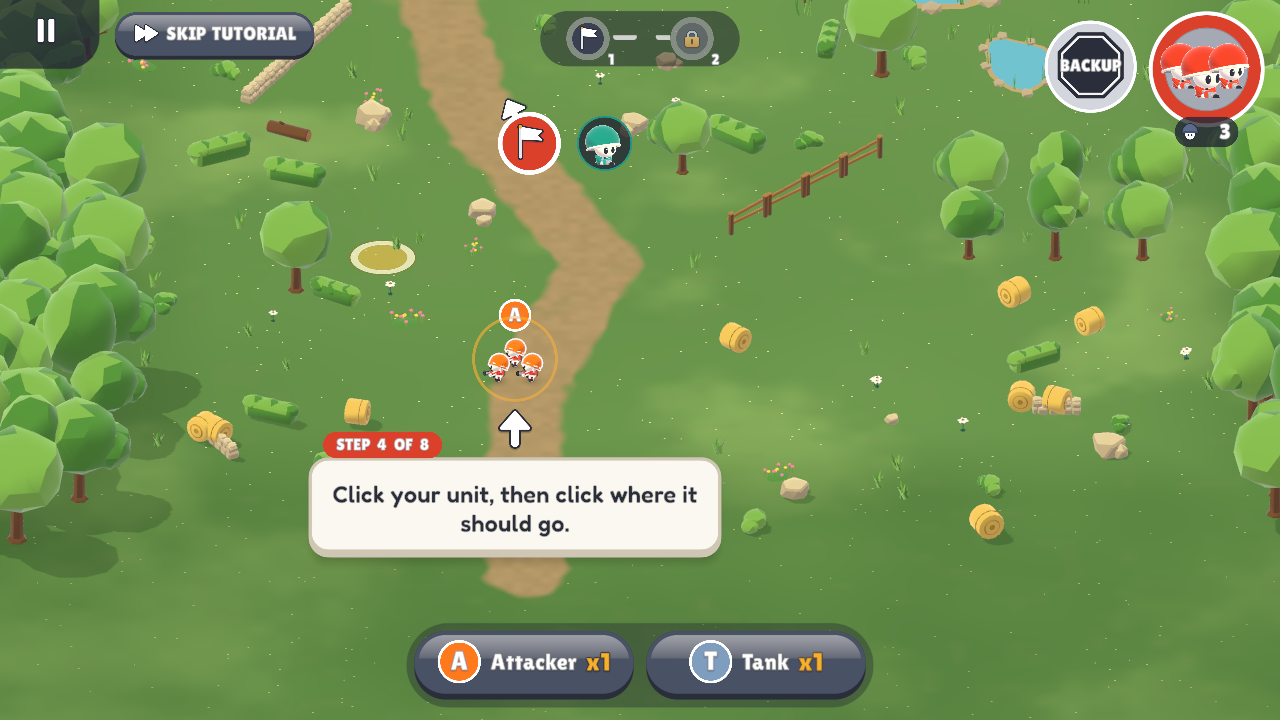 SKIP TUTORIAL
1
2
BACKUP
3
A
STEP 4 OF 8
Click your unit, then click where it
should go.
A Attacker x1
T Tank x1